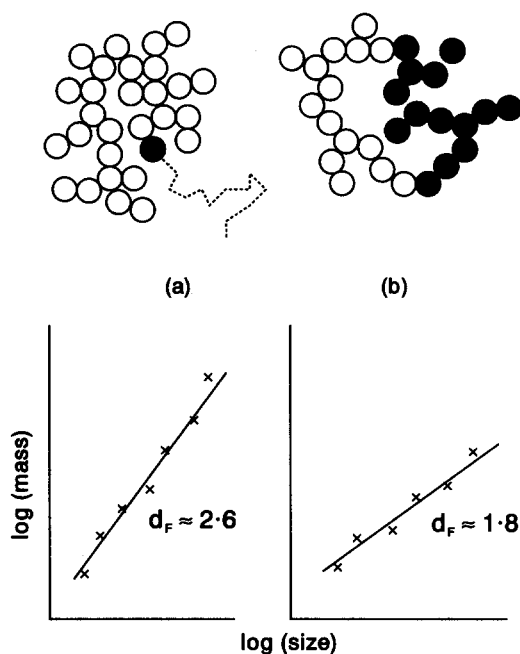 (a)
(b)
log (mass)
d_F ≈ 2·6
d_F ≈ 1·8
log (size)